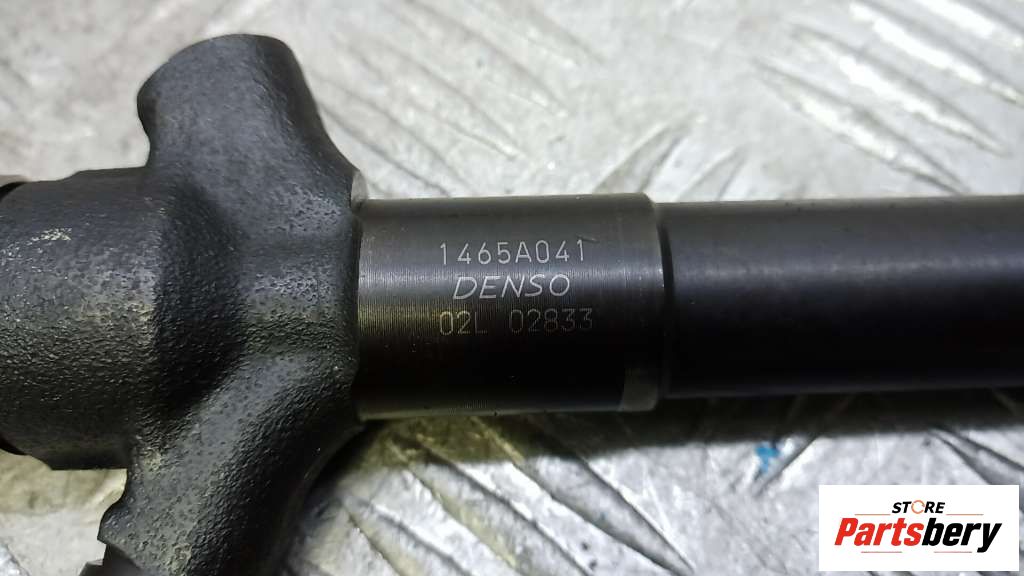 1465A041
DENSO
02L 02833
STORE
Partsbery